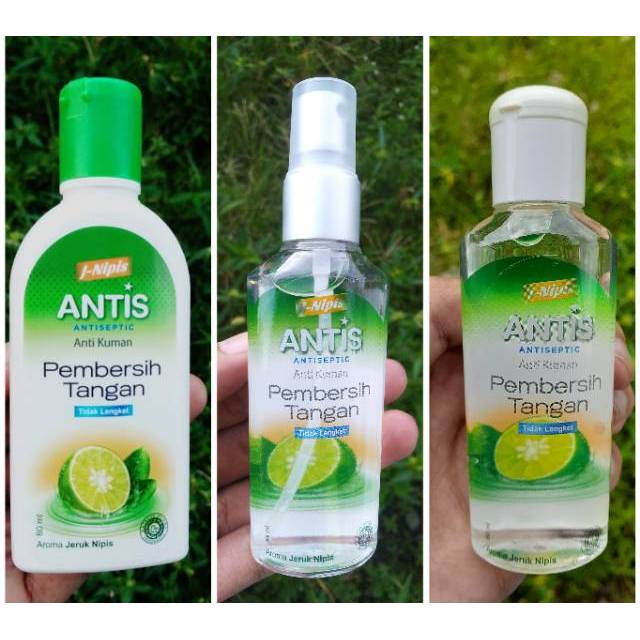 J-Nipis
ANTIS
ANTISEPTIC
Anti Kuman
Pembersih
Tangan
Tidak Lengket
60 ml
Aroma Jeruk Nipis
J-Nipis
ANTIS
ANTISEPTIC
Anti Kuman
Pembersih
Tangan
Tidak Lengket
ml
Aroma Jeruk Nipis
J-Nipis
ANTIS
ANTISEPTIC
Anti Kuman
Pembersih
Tangan
Tidak Lengket
Aroma Jeruk Nipis